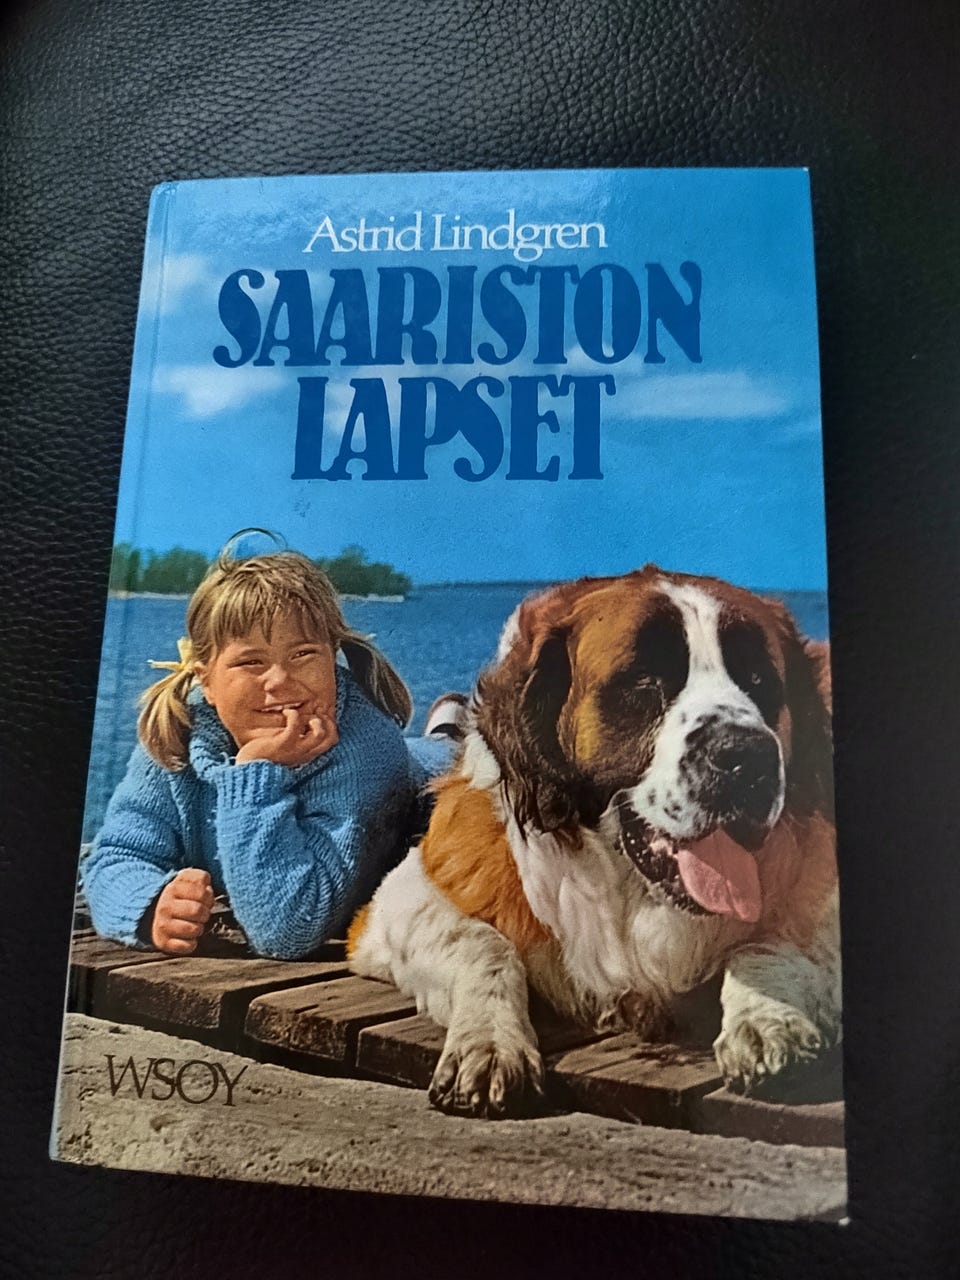 Astrid Lindgren
SAARISTON
LAPSET
WSOY